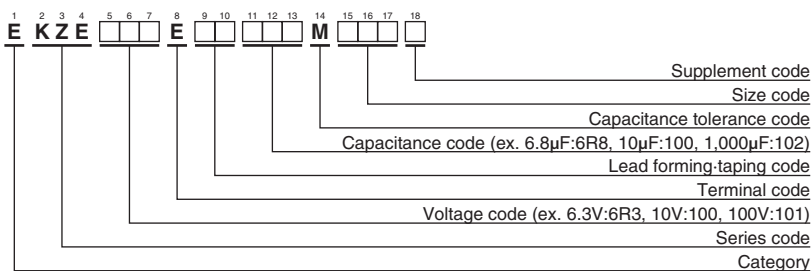 1 2 3 4 5 6 7 8 9 10 11 12 13 14 15 16 17 18
E KZE □□□ E □□ □□□ M □□□ □
Supplement code
Size code
Capacitance tolerance code
Capacitance code (ex. 6.8µF:6R8, 10µF:100, 1,000µF:102)
Lead forming·taping code
Terminal code
Voltage code (ex. 6.3V:6R3, 10V:100, 100V:101)
Series code
Category